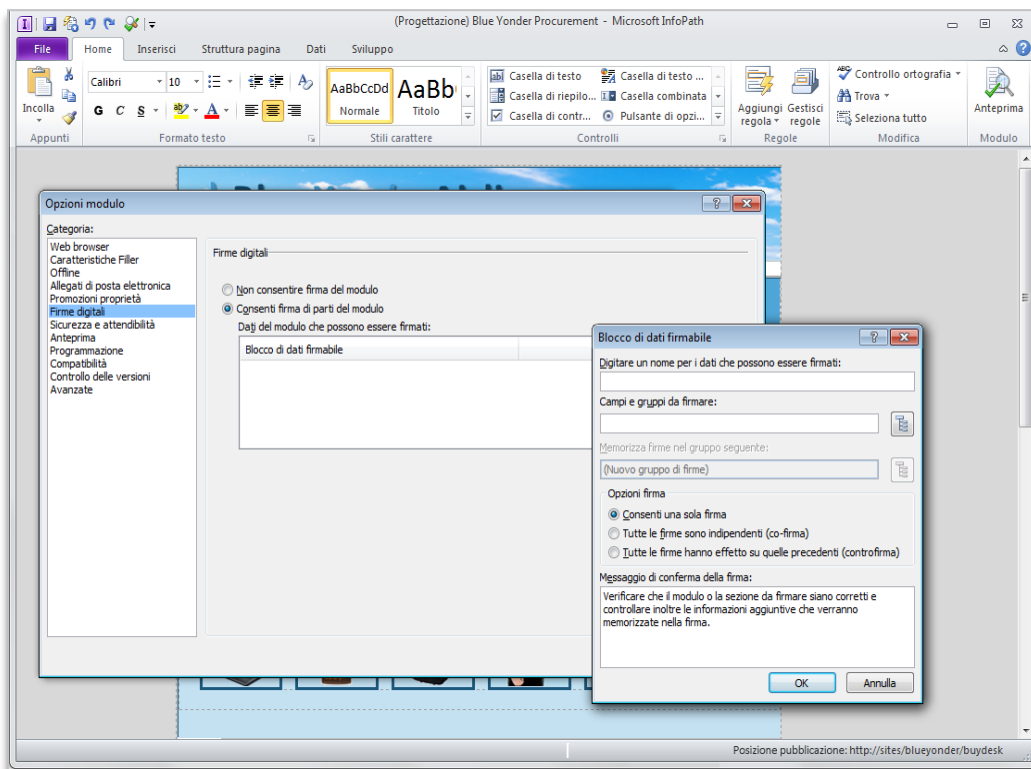 (Progettazione) Blue Yonder Procurement - Microsoft InfoPath
File Home Inserisci Struttura pagina Dati Sviluppo
Incolla
Calibri 10
G C S
AaBbCcDd
Normale
AaBb
Titolo
Casella di testo
Casella di riepilo...
Casella di contr...
Casella di testo ...
Casella combinata
Pulsante di opzi...
Aggiungi regola
Gestisci regole
Controllo ortografia
Trova
Seleziona tutto
Anteprima
Appunti Formato testo Stili carattere Controlli Regole Modifica Modulo
Opzioni modulo
Categoria:
Web browser
Caratteristiche Filler
Offline
Allegati di posta elettronica
Promozioni proprietà
Firme digitali
Sicurezza e attendibilità
Anteprima
Programmazione
Compatibilità
Controllo delle versioni
Avanzate
Firme digitali
Non consentire firma del modulo
Consenti firma di parti del modulo
Dati del modulo che possono essere firmati:
Blocco di dati firmabile
Blocco di dati firmabile
Digitare un nome per i dati che possono essere firmati:
Campi e gruppi da firmare:
Memorizza firme nel gruppo seguente:
(Nuovo gruppo di firme)
Opzioni firma
Consenti una sola firma
Tutte le firme sono indipendenti (co-firma)
Tutte le firme hanno effetto su quelle precedenti (controfirma)
Messaggio di conferma della firma:
Verificare che il modulo o la sezione da firmare siano corretti e
controllare inoltre le informazioni aggiuntive che verranno
memorizzate nella firma.
OK Annulla
Posizione pubblicazione: http://sites/blueyonder/buydesk